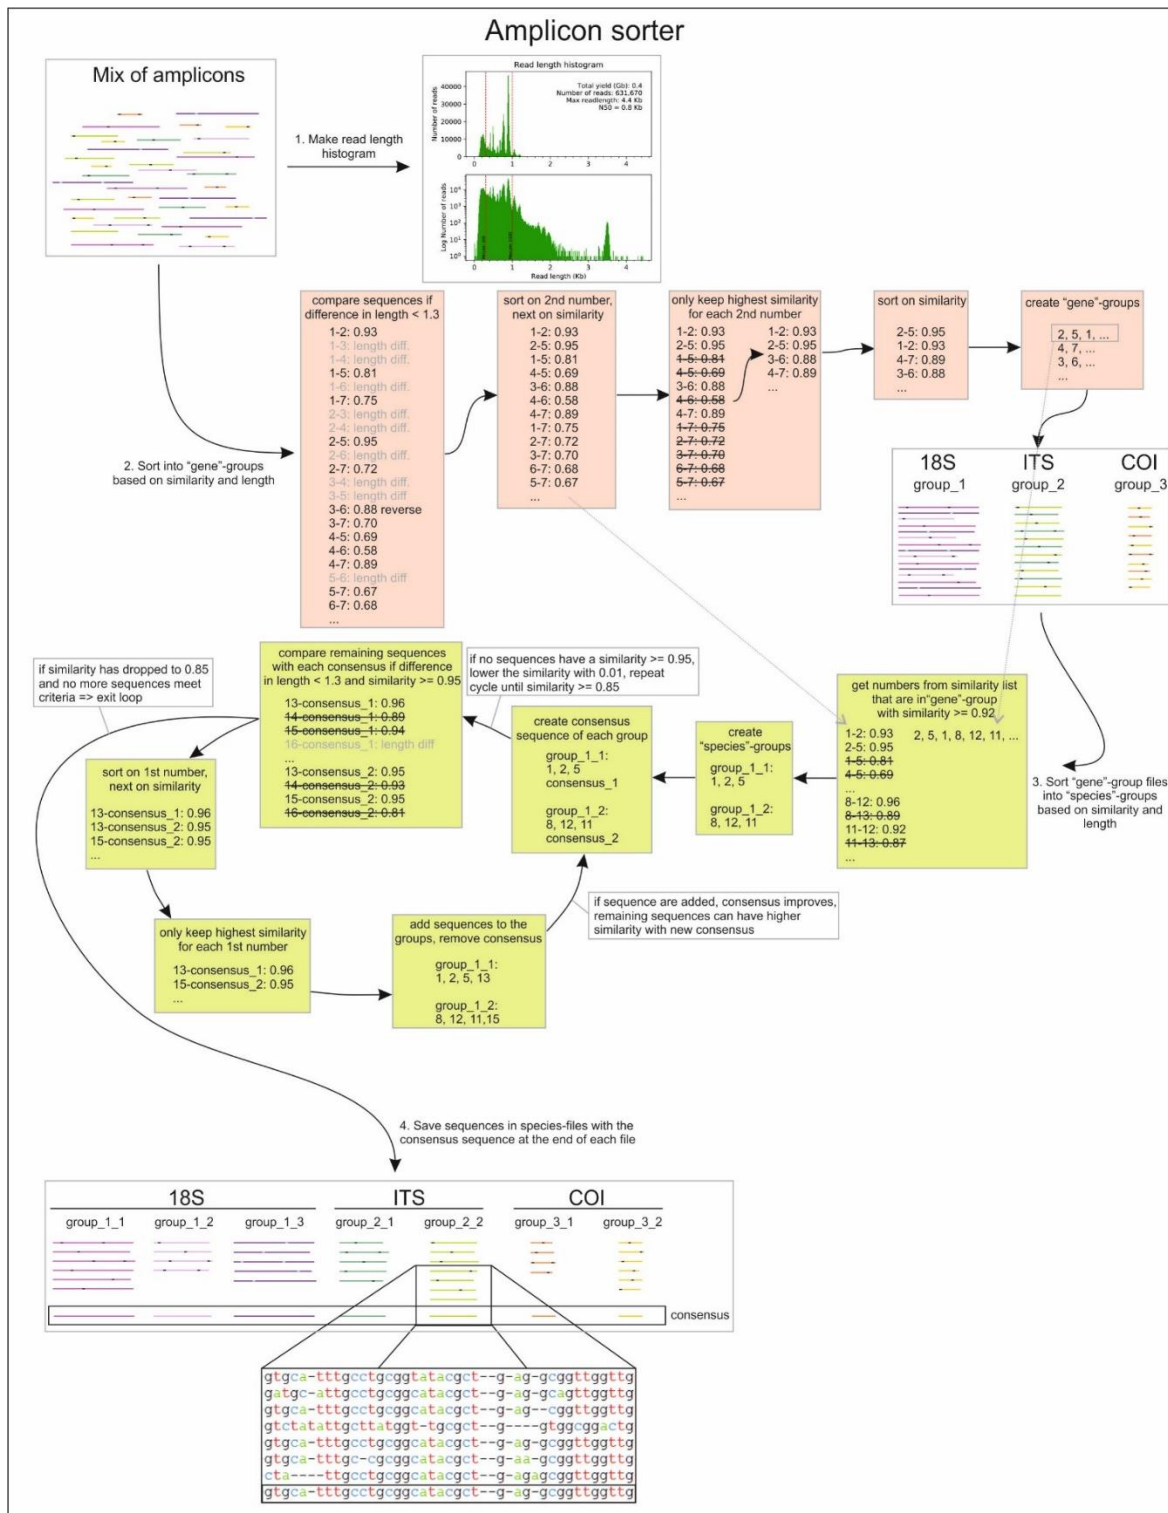 Amplicon sorter
Mix of amplicons
1. Make read length
histogram
Read length histogram
Total yield (Gb): 0.4
Number of reads: 631,670
Max readlength: 4.4 Kb
N50 = 0.8 Kb
Number of reads
40000
30000
20000
10000
0
0 1 2 3 4
Log Number of reads
10⁴
10³
10²
10¹
10⁰
0 1 2 3 4
Read length (Kb)
2. Sort into "gene"-groups
based on similarity and length
compare sequences if
difference in length < 1.3
1-2: 0.93
1-3: length diff.
1-4: length diff.
1-5: 0.81
1-6: length diff.
1-7: 0.75
2-3: length diff.
2-4: length diff.
2-5: 0.95
2-6: length diff.
2-7: 0.72
3-4: length diff.
3-5: length diff
3-6: 0.88 reverse
3-7: 0.70
4-5: 0.69
4-6: 0.58
4-7: 0.89
5-6: length diff
5-7: 0.67
6-7: 0.68
...
sort on 2nd number,
next on similarity
1-2: 0.93
2-5: 0.95
1-5: 0.81
4-5: 0.69
3-6: 0.88
4-6: 0.58
4-7: 0.89
1-7: 0.75
2-7: 0.72
3-7: 0.70
6-7: 0.68
5-7: 0.67
...
only keep highest similarity
for each 2nd number
1-2: 0.93
2-5: 0.95
1-5: 0.81
4-5: 0.69
3-6: 0.88
4-6: 0.58
4-7: 0.89
1-7: 0.75
2-7: 0.72
3-7: 0.70
6-7: 0.68
5-7: 0.67
...
1-2: 0.93
2-5: 0.95
3-6: 0.88
4-7: 0.89
...
sort on similarity
2-5: 0.95
1-2: 0.93
4-7: 0.89
3-6: 0.88
...
create "gene"-groups
2, 5, 1, ...
4, 7, ...
3, 6, ...
...
18S ITS COI
group_1 group_2 group_3
3. Sort "gene"-group files
into "species"-groups
based on similarity and
length
get numbers from similarity list
that are in"gene"-group
with similarity >= 0.92
1-2: 0.93
2-5: 0.95
1-5: 0.81
4-5: 0.69
...
8-12: 0.96
8-13: 0.89
11-12: 0.92
11-13: 0.87
...
2, 5, 1, 8, 12, 11, ...
create
"species"-groups
group_1_1:
1, 2, 5
group_1_2:
8, 12, 11
create consensus
sequence of each group
group_1_1:
1, 2, 5
consensus_1
group_1_2:
8, 12, 11
consensus_2
if no sequences have a similarity >= 0.95,
lower the similarity with 0.01, repeat
cycle until similarity >= 0.85
compare remaining sequences
with each consensus if difference
in length < 1.3 and similarity >= 0.95
13-consensus_1: 0.96
14-consensus_1: 0.89
15-consensus_1: 0.94
16-consensus_1: length diff
...
13-consensus_2: 0.95
14-consensus_2: 0.93
15-consensus_2: 0.95
16-consensus_2: 0.81
if similarity has dropped to 0.85
and no more sequences meet
criteria => exit loop
sort on 1st number,
next on similarity
13-consensus_1: 0.96
13-consensus_2: 0.95
15-consensus_2: 0.95
...
only keep highest similarity
for each 1st number
13-consensus_1: 0.96
15-consensus_2: 0.95
...
add sequences to the
groups, remove consensus
group_1_1:
1, 2, 5, 13
group_1_2:
8, 12, 11,15
if sequence are added, consensus improves,
remaining sequences can have higher
similarity with new consensus
4. Save sequences in species-files with the
consensus sequence at the end of each file
18S ITS COI
group_1_1 group_1_2 group_1_3 group_2_1 group_2_2 group_3_1 group_3_2
consensus
gtgca-tttgcctgcggtatacgct--g-ag-gcggttggttg
gatgc-attgcctgcggcatacgct--g-ag-gcagttggttg
gtgca-tttgcctgcggcatacgct--g-ag--cggttggttg
gtctatattgcttatggt-tgcgct--g----gtggcggactg
gtgca-tttgcctgcggcatacgct--g-ag-gcggttggttg
gtgca-tttgc-cgcggcatacgct--g-aa-gcggttggttg
cta----ttgcctgcggcatacgct--g-agagcggttggttg
gtgca-tttgcctgcggcatacgct--g-ag-gcggttggttg